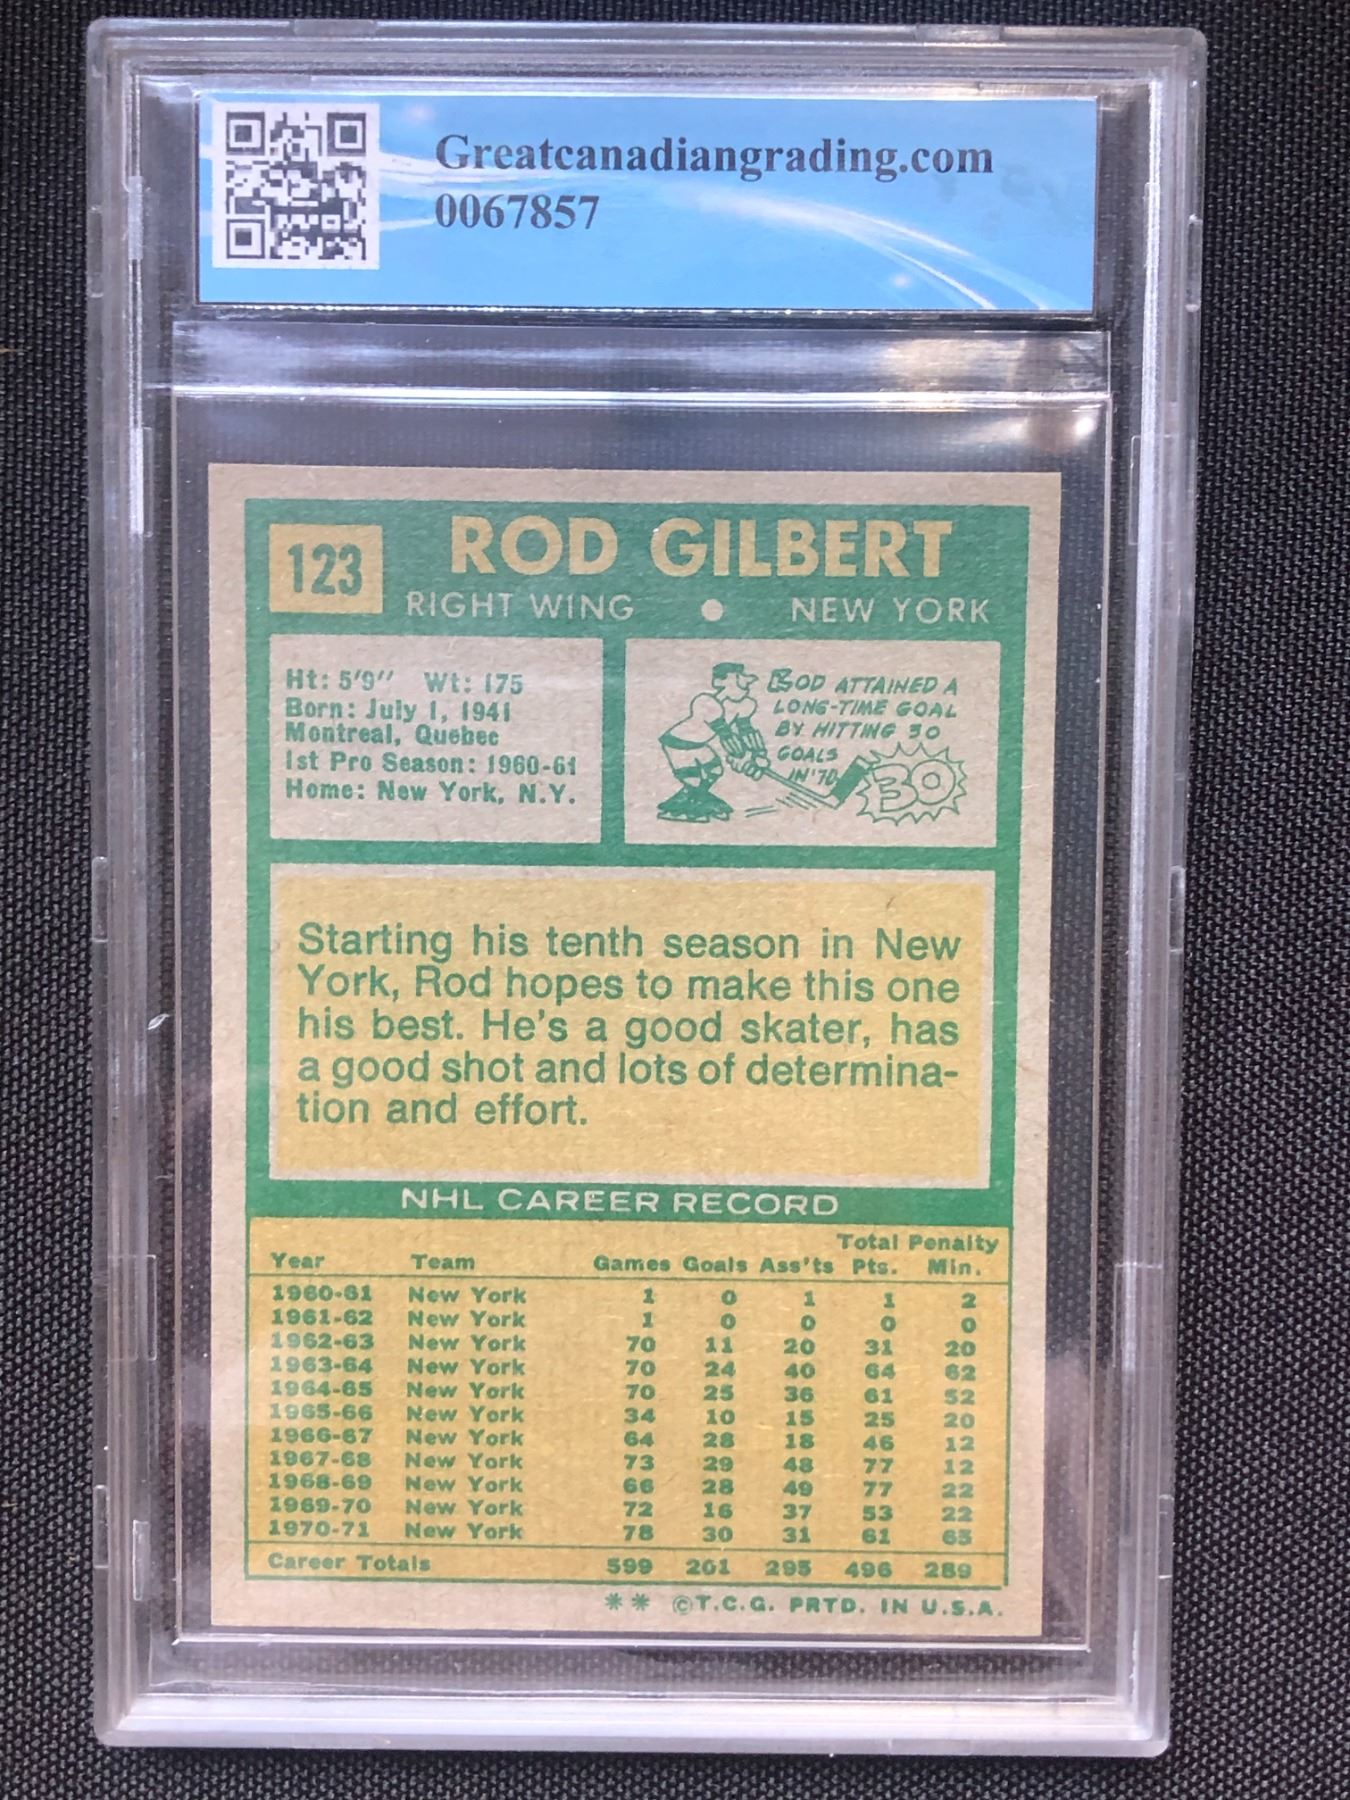 Greatcanadiangrading.com
0067857
123
ROD GILBERT
RIGHT WING • NEW YORK
Ht: 5'9" Wt: 175
Born: July 1, 1941
Montreal, Quebec
1st Pro Season: 1960-61
Home: New York, N.Y.
ROD ATTAINED A
LONG-TIME GOAL
BY HITTING 30
GOALS
IN '70
30
Starting his tenth season in New
York, Rod hopes to make this one
his best. He's a good skater, has
a good shot and lots of determina-
tion and effort.
NHL CAREER RECORD
Total Penalty
Year Team Games Goals Ass'ts Pts. Min.
1960-61 New York 1 0 1 1 2
1961-62 New York 1 0 0 0 0
1962-63 New York 70 11 20 31 20
1963-64 New York 70 24 40 64 62
1964-65 New York 70 25 36 61 52
1965-66 New York 34 10 15 25 20
1966-67 New York 64 28 18 46 12
1967-68 New York 73 29 48 77 12
1968-69 New York 66 28 49 77 22
1969-70 New York 72 16 37 53 22
1970-71 New York 78 30 31 61 65
Career Totals 599 201 295 496 289
** ©T.C.G. PRTD. IN U.S.A.